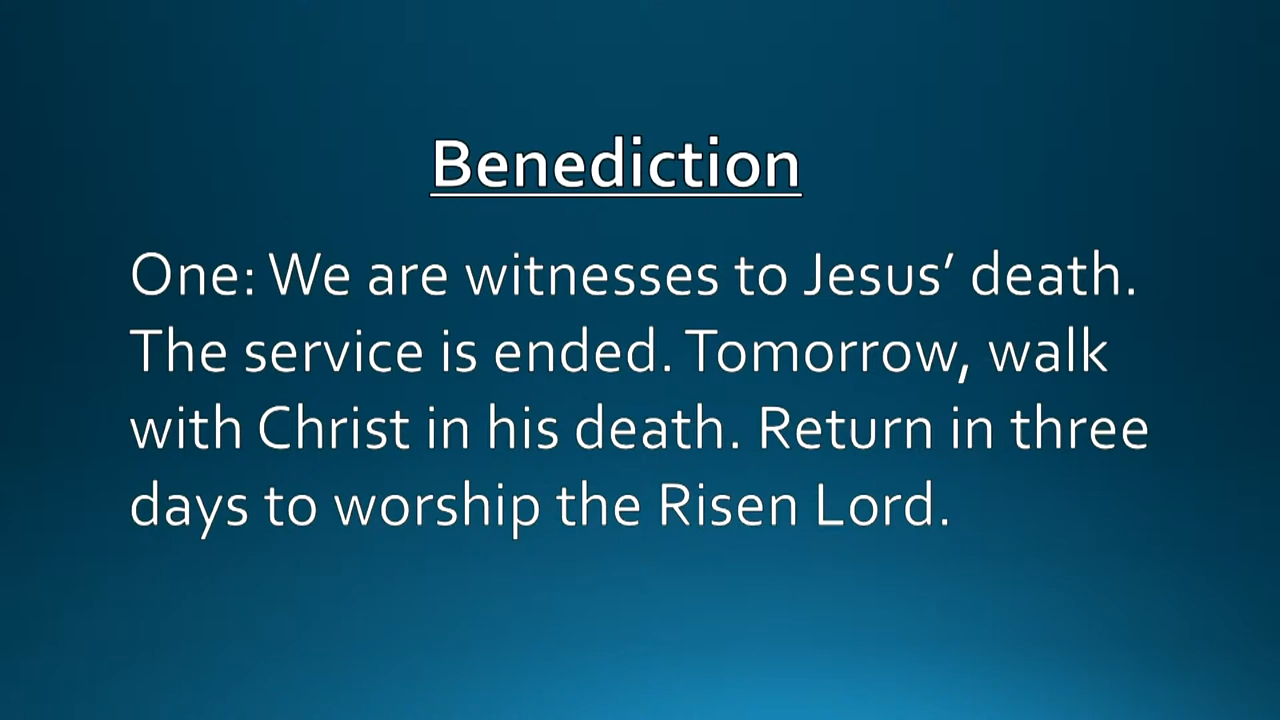 Benediction
One: We are witnesses to Jesus’ death.
The service is ended. Tomorrow, walk
with Christ in his death. Return in three
days to worship the Risen Lord.